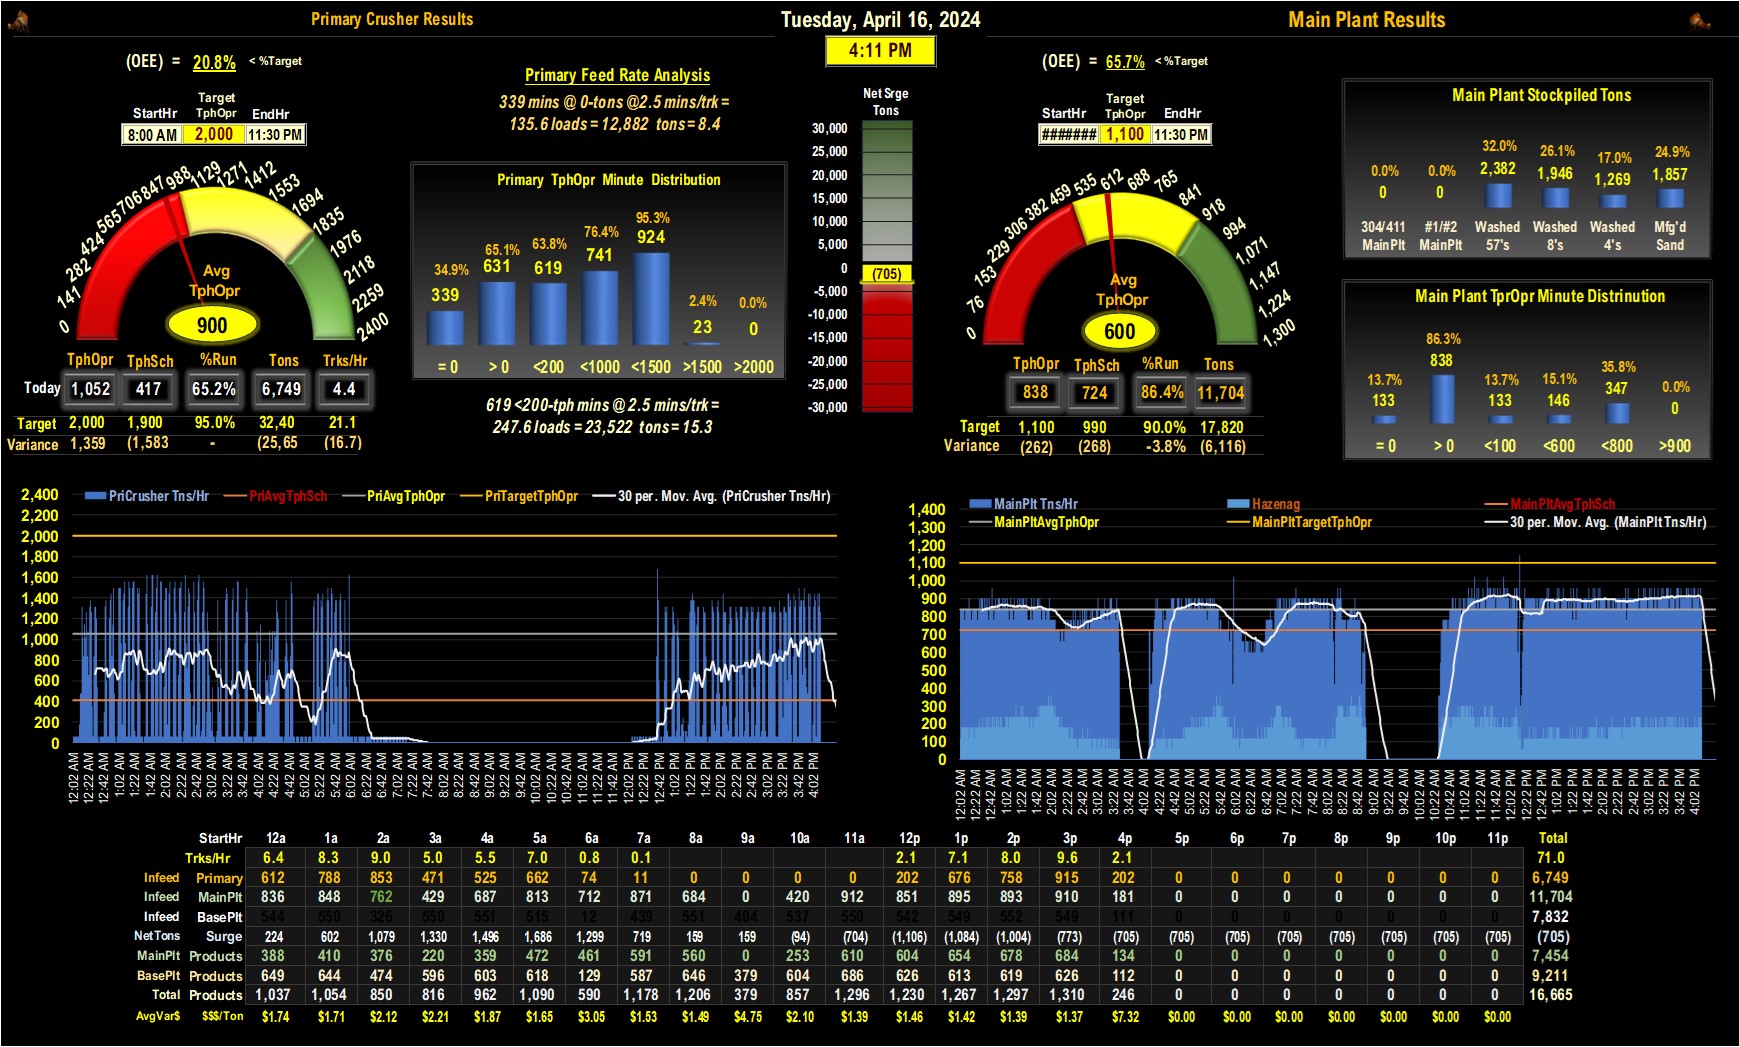 Primary Crusher Results
Tuesday, April 16, 2024
Main Plant Results
4:11 PM
(OEE) = 20.8% < %Target
Target
StartHr TphOpr EndHr
8:00 AM 2,000 11:30 PM
0 141 282 424 565 706 847 988 1129 1271 1412 1553 1694 1835 1976 2118 2259 2400
Avg
TphOpr
900
TphOpr TphSch %Run Tons Trks/Hr
Today 1,052 417 65.2% 6,749 4.4
Target 2,000 1,900 95.0% 32,40 21.1
Variance 1,359 (1,583 - (25,65 (16.7)
Primary Feed Rate Analysis
339 mins @ 0-tons @2.5 mins/trk =
135.6 loads = 12,882 tons = 8.4
Primary TphOpr Minute Distribution
34.9% 65.1% 63.8% 76.4% 95.3% 2.4% 0.0%
339 631 619 741 924 23 0
= 0 > 0 <200 <1000 <1500 >1500 >2000
619 <200-tph mins @ 2.5 mins/trk =
247.6 loads = 23,522 tons = 15.3
Net Srge
Tons
30,000
25,000
20,000
15,000
10,000
5,000
0
(705)
-5,000
-10,000
-15,000
-20,000
-25,000
-30,000
(OEE) = 65.7% < %Target
Target
StartHr TphOpr EndHr
####### 1,100 11:30 PM
0 76 153 229 306 382 459 535 612 688 765 841 918 994 1,071 1,147 1,224 1,300
Avg
TphOpr
600
TphOpr TphSch %Run Tons
838 724 86.4% 11,704
Target 1,100 990 90.0% 17,820
Variance (262) (268) -3.8% (6,116)
Main Plant Stockpiled Tons
0.0% 0.0% 32.0% 26.1% 17.0% 24.9%
0 0 2,382 1,946 1,269 1,857
304/411 #1/#2 Washed Washed Washed Mfg'd
MainPlt MainPlt 57's 8's 4's Sand
Main Plant TprOpr Minute Distrinution
13.7% 86.3% 13.7% 15.1% 35.8% 0.0%
133 838 133 146 347 0
= 0 > 0 <100 <600 <800 >900
PriCrusher Tns/Hr PriAvgTphSch PriAvgTphOpr PriTargetTphOpr 30 per. Mov. Avg. (PriCrusher Tns/Hr)
2,400
2,200
2,000
1,800
1,600
1,400
1,200
1,000
800
600
400
200
0
12:02 AM 12:22 AM 12:42 AM 1:02 AM 1:22 AM 1:42 AM 2:02 AM 2:22 AM 2:42 AM 3:02 AM 3:22 AM 3:42 AM 4:02 AM 4:22 AM 4:42 AM 5:02 AM 5:22 AM 5:42 AM 6:02 AM 6:22 AM 6:42 AM 7:02 AM 7:22 AM 7:42 AM 8:02 AM 8:22 AM 8:42 AM 9:02 AM 9:22 AM 9:42 AM 10:02 AM 10:22 AM 10:42 AM 11:02 AM 11:22 AM 11:42 AM 12:02 PM 12:22 PM 12:42 PM 1:02 PM 1:22 PM 1:42 PM 2:02 PM 2:22 PM 2:42 PM 3:02 PM 3:22 PM 3:42 PM 4:02 PM
MainPlt Tns/Hr Hazenag MainPltAvgTphSch
MainPltAvgTphOpr MainPltTargetTphOpr 30 per. Mov. Avg. (MainPlt Tns/Hr)
1,400
1,300
1,200
1,100
1,000
900
800
700
600
500
400
300
200
100
0
12:02 AM 12:22 AM 12:42 AM 1:02 AM 1:22 AM 1:42 AM 2:02 AM 2:22 AM 2:42 AM 3:02 AM 3:22 AM 3:42 AM 4:02 AM 4:22 AM 4:42 AM 5:02 AM 5:22 AM 5:42 AM 6:02 AM 6:22 AM 6:42 AM 7:02 AM 7:22 AM 7:42 AM 8:02 AM 8:22 AM 8:42 AM 9:02 AM 9:22 AM 9:42 AM 10:02 AM 10:22 AM 10:42 AM 11:02 AM 11:22 AM 11:42 AM 12:02 PM 12:22 PM 12:42 PM 1:02 PM 1:22 PM 1:42 PM 2:02 PM 2:22 PM 2:42 PM 3:02 PM 3:22 PM 3:42 PM 4:02 PM
StartHr 12a 1a 2a 3a 4a 5a 6a 7a 8a 9a 10a 11a 12p 1p 2p 3p 4p 5p 6p 7p 8p 9p 10p 11p Total
Trks/Hr 6.4 8.3 9.0 5.0 5.5 7.0 0.8 0.1 2.1 7.1 8.0 9.6 2.1 71.0
Infeed Primary 612 788 853 471 525 662 74 11 0 0 0 0 202 676 758 915 202 0 0 0 0 0 0 0 6,749
Infeed MainPlt 836 848 762 429 687 813 712 871 684 0 420 912 851 895 893 910 181 0 0 0 0 0 0 0 11,704
Infeed BasePlt 544 550 326 550 551 515 12 439 551 404 537 550 542 549 552 549 111 0 0 0 0 0 0 0 7,832
NetTons Surge 224 602 1,079 1,330 1,496 1,686 1,299 719 159 159 (94) (704) (1,106) (1,084) (1,004) (773) (705) (705) (705) (705) (705) (705) (705) (705) (705)
MainPlt Products 388 410 376 220 359 472 461 591 560 0 253 610 604 654 678 684 134 0 0 0 0 0 0 0 7,454
BasePlt Products 649 644 474 596 603 618 129 587 646 379 604 686 626 613 619 626 112 0 0 0 0 0 0 0 9,211
Total Products 1,037 1,054 850 816 962 1,090 590 1,178 1,206 379 857 1,296 1,230 1,267 1,297 1,310 246 0 0 0 0 0 0 0 16,665
AvgVar$ $$$/Ton $1.74 $1.71 $2.12 $2.21 $1.87 $1.65 $3.05 $1.53 $1.49 $4.75 $2.10 $1.39 $1.46 $1.42 $1.39 $1.37 $7.32 $0.00 $0.00 $0.00 $0.00 $0.00 $0.00 $0.00